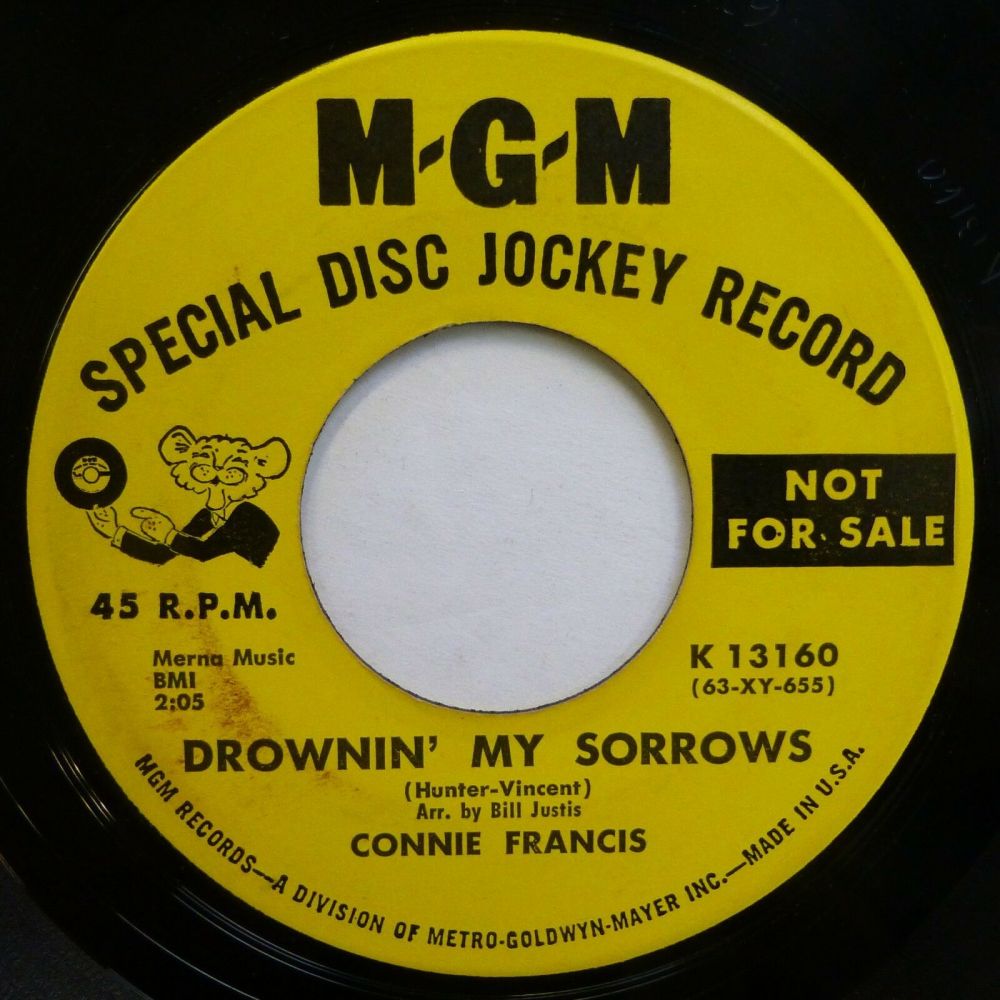 M-G-M
SPECIAL DISC JOCKEY RECORD
NOT
FOR SALE
45 R.P.M.
Merna Music
BMI
2:05
K 13160
(63-XY-655)
DROWNIN' MY SORROWS
(Hunter-Vincent)
Arr. by Bill Justis
CONNIE FRANCIS
MGM RECORDS—A DIVISION OF METRO-GOLDWYN-MAYER INC.—MADE IN U.S.A.